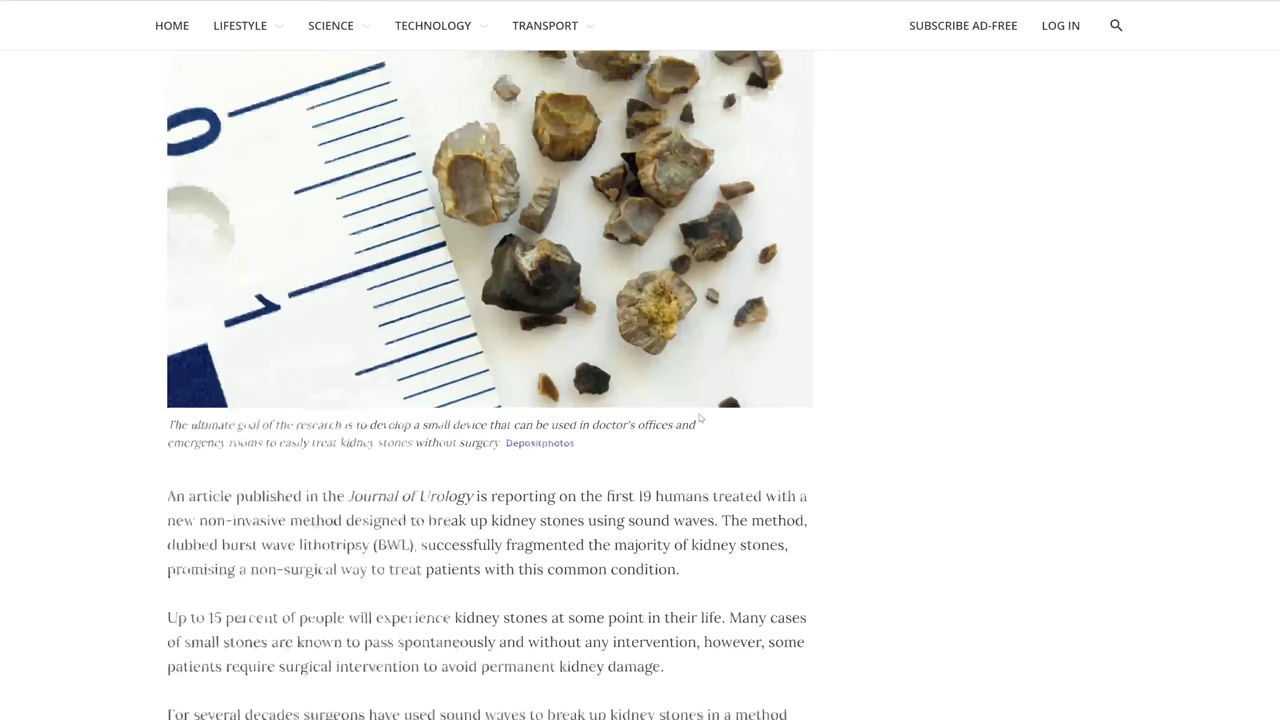 HOME LIFESTYLE SCIENCE TECHNOLOGY TRANSPORT SUBSCRIBE AD-FREE LOG IN
0
1
The ultimate goal of the research is to develop a small device that can be used in doctor's offices and
emergency rooms to easily treat kidney stones without surgery Depositphotos
An article published in the Journal of Urology is reporting on the first 19 humans treated with a
new non-invasive method designed to break up kidney stones using sound waves. The method,
dubbed burst wave lithotripsy (BWL), successfully fragmented the majority of kidney stones,
promising a non-surgical way to treat patients with this common condition.
Up to 15 percent of people will experience kidney stones at some point in their life. Many cases
of small stones are known to pass spontaneously and without any intervention, however, some
patients require surgical intervention to avoid permanent kidney damage.
For several decades surgeons have used sound waves to break up kidney stones in a method